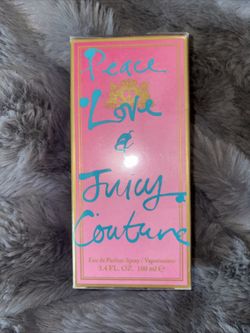 Peace
Love
&
Juicy
Couture
Eau de Parfum Spray / Vaporisateur
3.4 FL. OZ. 100 ml e